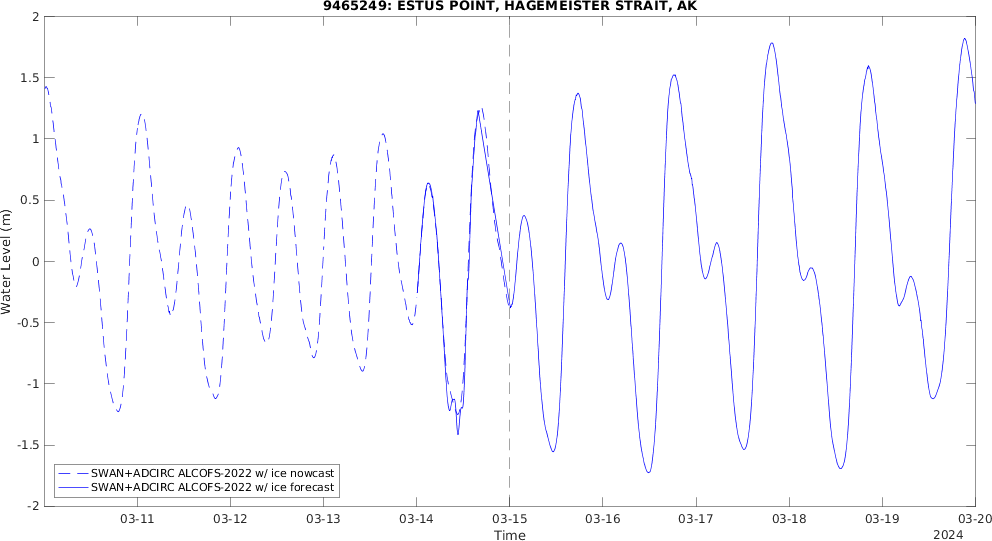 9465249: ESTUS POINT, HAGEMEISTER STRAIT, AK
2
1.5
1
0.5
0
-0.5
-1
-1.5
-2
Water Level (m)
SWAN+ADCIRC ALCOFS-2022 w/ ice nowcast
SWAN+ADCIRC ALCOFS-2022 w/ ice forecast
03-11 03-12 03-13 03-14 03-15 03-16 03-17 03-18 03-19 03-20
Time
2024